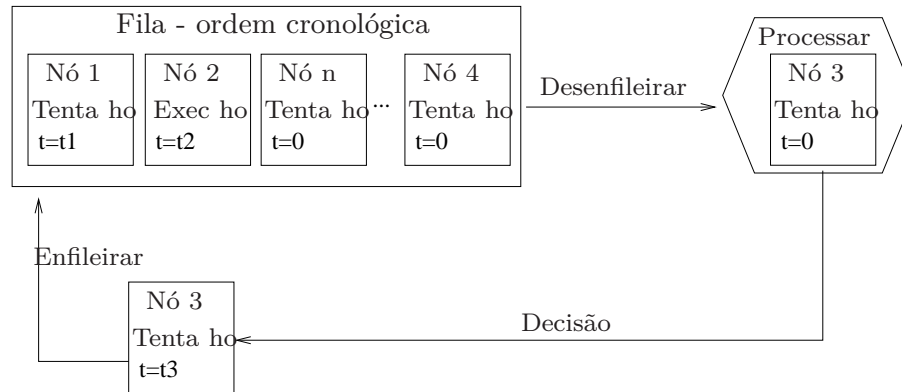 Fila - ordem cronológica
Nó 1
Tenta ho
t=t1
Nó 2
Exec ho
t=t2
Nó n
Tenta ho
t=0
...
Nó 4
Tenta ho
t=0
Desenfileirar
Processar
Nó 3
Tenta ho
t=0
Enfileirar
Nó 3
Tenta ho
t=t3
Decisão